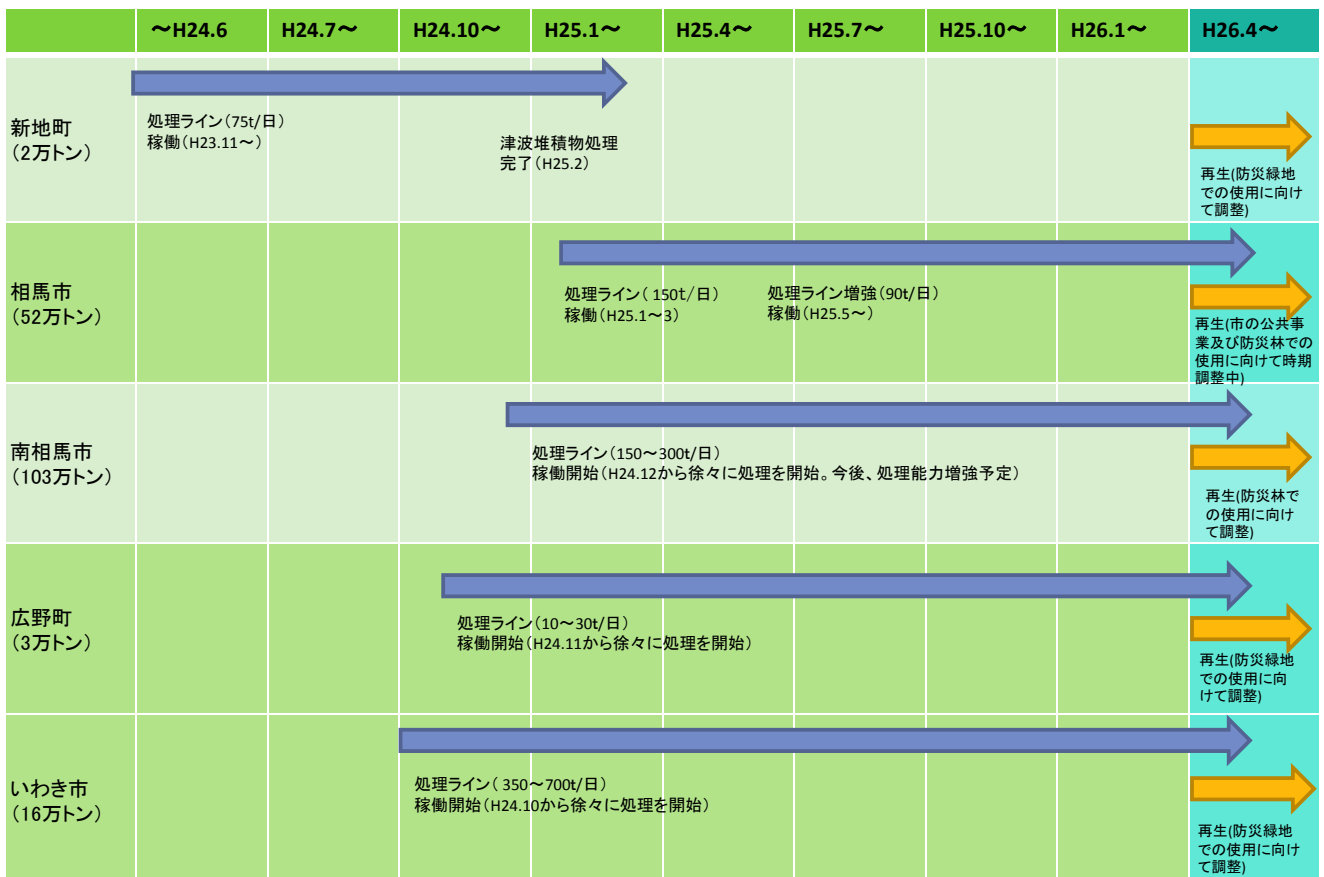 ～H24.6 H24.7～ H24.10～ H25.1～ H25.4～ H25.7～ H25.10～ H26.1～ H26.4～
新地町
（2万トン）
処理ライン（75t/日）
稼働（H23.11～）
津波堆積物処理
完了（H25.2）
再生(防災緑地
での使用に向け
て調整)
相馬市
（52万トン）
処理ライン（ 150t/日）
稼働（H25.1～3）
処理ライン増強（90t/日）
稼働（H25.5～）
再生(市の公共事
業及び防災林での
使用に向けて時期
調整中)
南相馬市
（103万トン）
処理ライン（150～300t/日）
稼働開始（H24.12から徐々に処理を開始。今後、処理能力増強予定）
再生(防災林で
の使用に向け
て調整)
広野町
（3万トン）
処理ライン（10～30t/日）
稼働開始（H24.11から徐々に処理を開始）
再生(防災緑地
での使用に向
けて調整)
いわき市
（16万トン）
処理ライン（ 350～700t/日）
稼働開始（H24.10から徐々に処理を開始）
再生(防災緑地
での使用に向け
て調整)